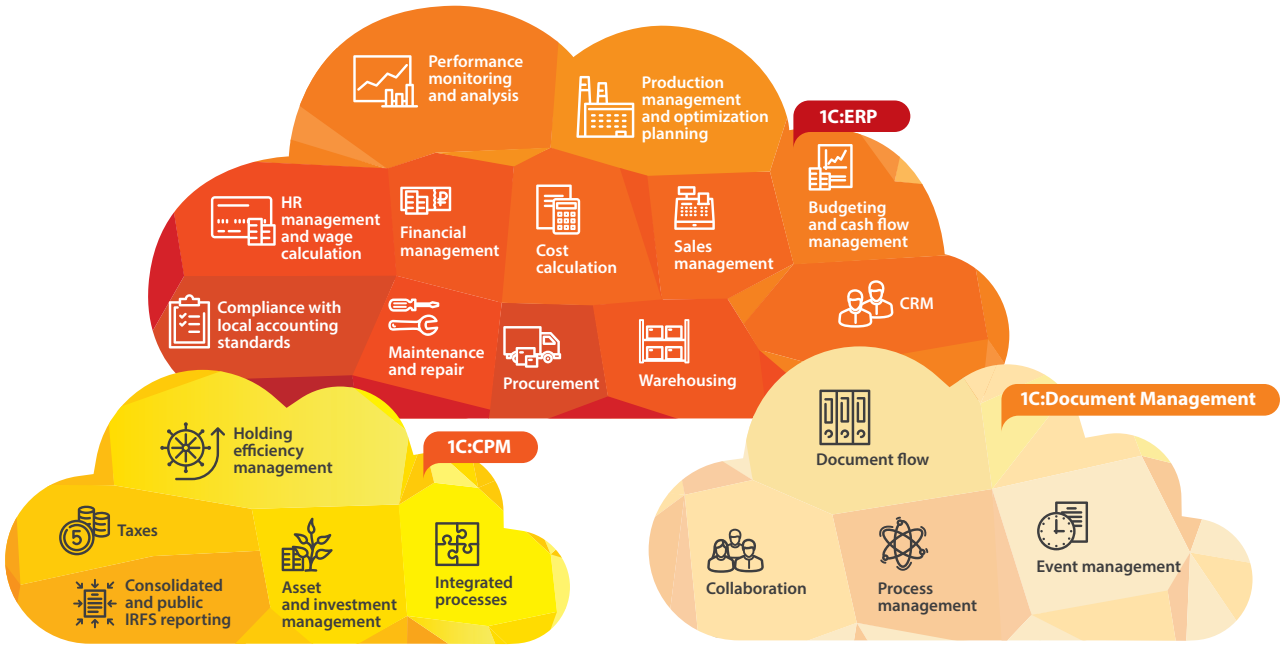 Performance
monitoring
and analysis
Production
management
and optimization
planning
1C:ERP
HR
management
and wage
calculation
Financial
management
Cost
calculation
Sales
management
Budgeting
and cash flow
management
Compliance with
local accounting
standards
Maintenance
and repair
Procurement
Warehousing
CRM
Holding
efficiency
management
1C:CPM
Taxes
5
Consolidated
and public
IRFS reporting
Asset
and investment
management
Integrated
processes
1C:Document Management
Document flow
Collaboration
Process
management
Event management